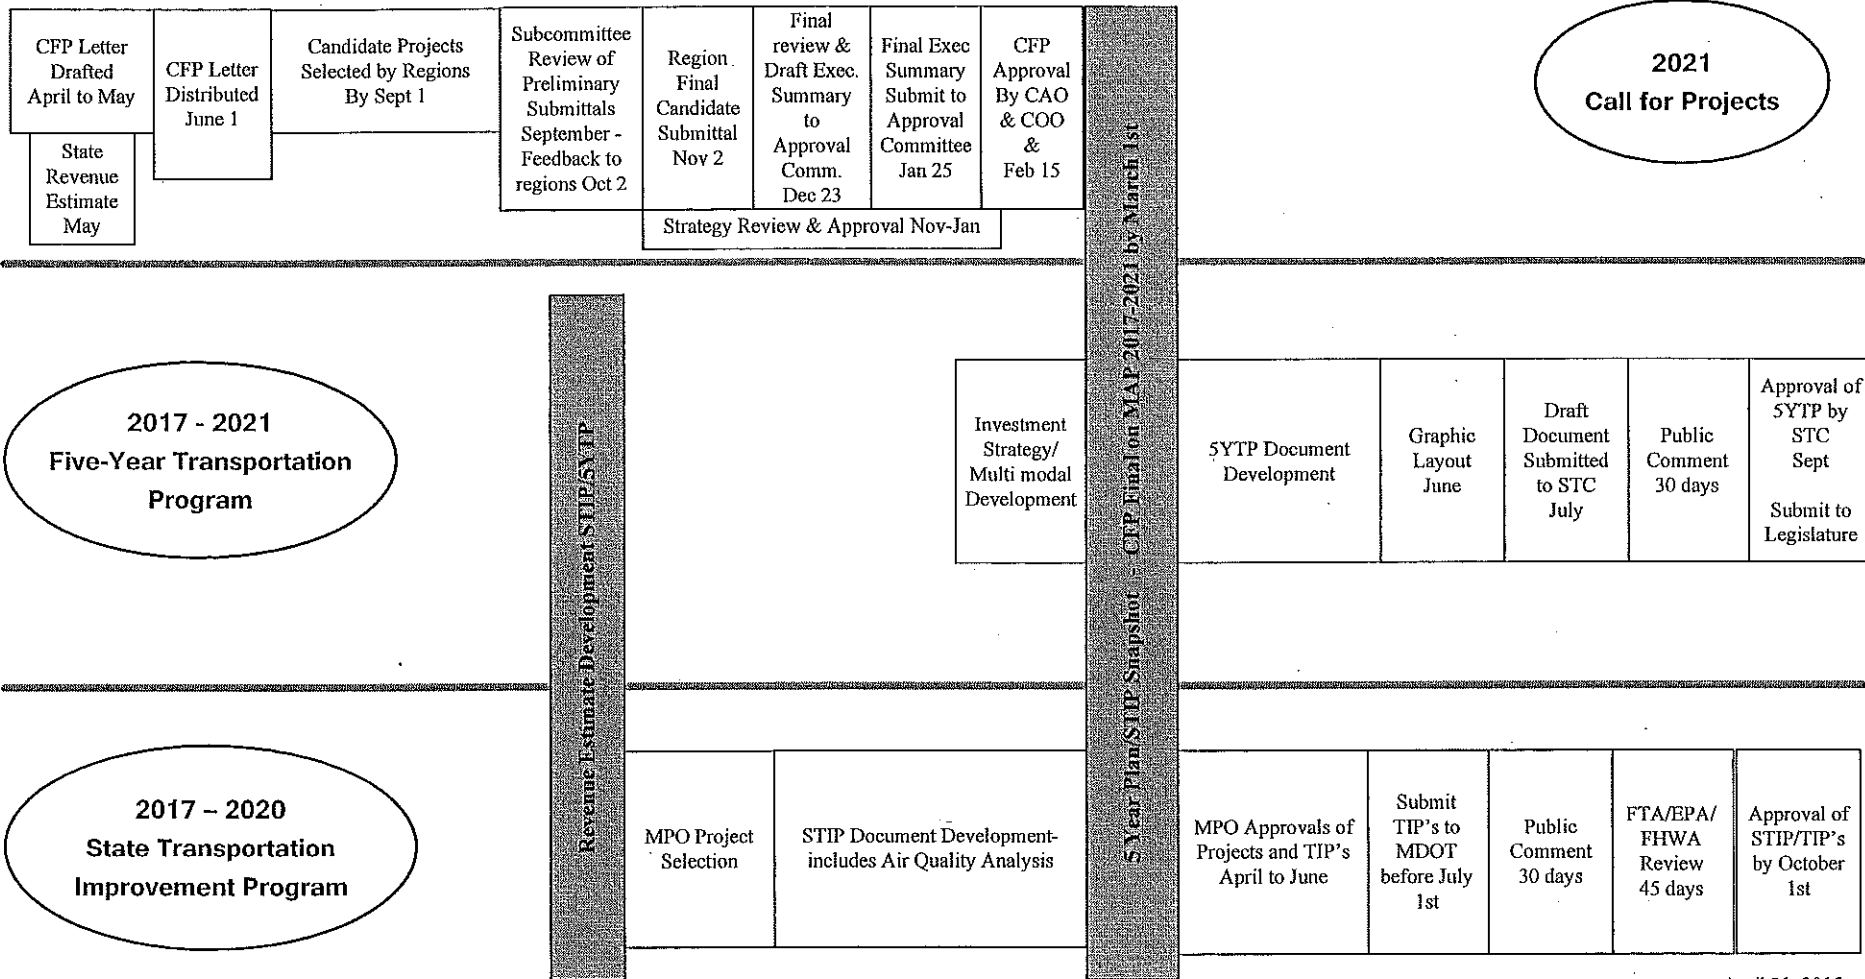 CFP Letter
Drafted
April to May
State
Revenue
Estimate
May
CFP Letter
Distributed
June 1
Candidate Projects
Selected by Regions
By Sept 1
Subcommittee
Review of
Preliminary
Submittals
September -
Feedback to
regions Oct 2
Region
Final
Candidate
Submittal
Nov 2
Final
review &
Draft Exec.
Summary
to
Approval
Comm.
Dec 23
Final Exec
Summary
Submit to
Approval
Committee
Jan 25
CFP
Approval
By CAO
& COO
&
Feb 15
Strategy Review & Approval Nov-Jan
2021
Call for Projects
5 Year Plan/STIP Snapshot - CFP Final on MAP 2017-2021 by March 1st
Revenue Estimate Development STIP/5YTP
2017 - 2021
Five-Year Transportation
Program
Investment
Strategy/
Multi modal
Development
5YTP Document
Development
Graphic
Layout
June
Draft
Document
Submitted
to STC
July
Public
Comment
30 days
Approval of
5YTP by
STC
Sept
Submit to
Legislature
2017 – 2020
State Transportation
Improvement Program
MPO Project
Selection
STIP Document Development-
includes Air Quality Analysis
MPO Approvals of
Projects and TIP's
April to June
Submit
TIP's to
MDOT
before July
1st
Public
Comment
30 days
FTA/EPA/
FHWA
Review
45 days
Approval of
STIP/TIP's
by October
1st